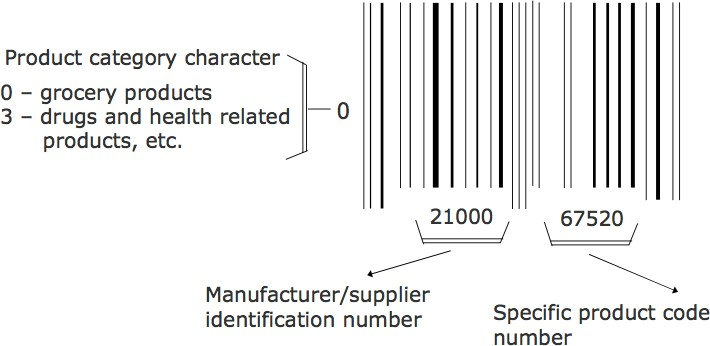 Product category character
0 – grocery products
3 – drugs and health related
products, etc.
0
21000
67520
Manufacturer/supplier
identification number
Specific product code
number